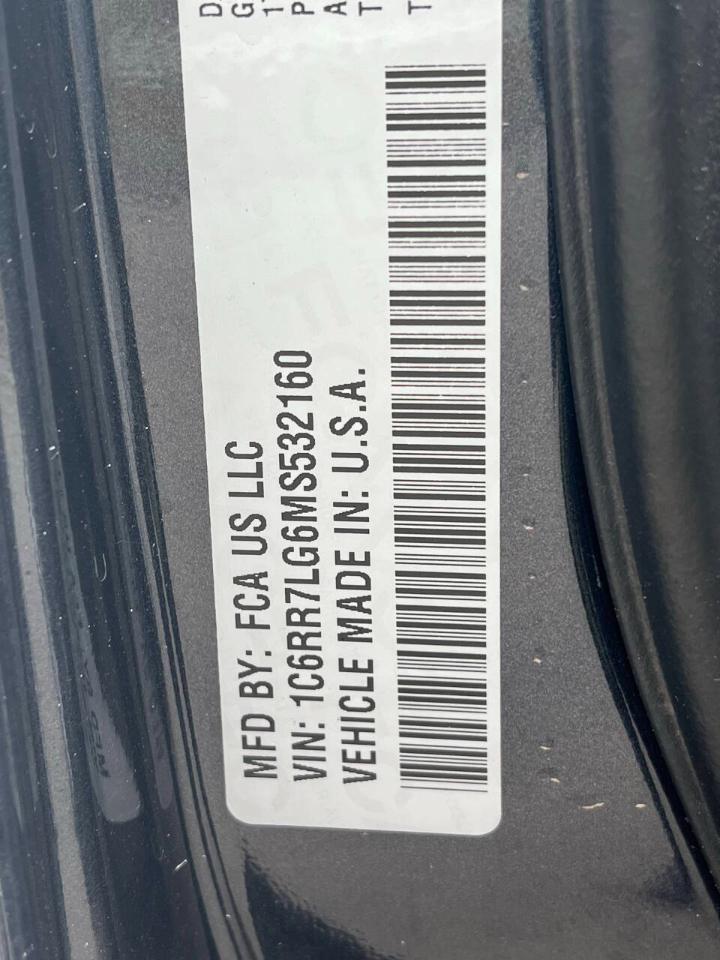 MFD BY: FCA US LLC
VIN: 1C6RR7LG6MS532160
VEHICLE MADE IN: U.S.A.